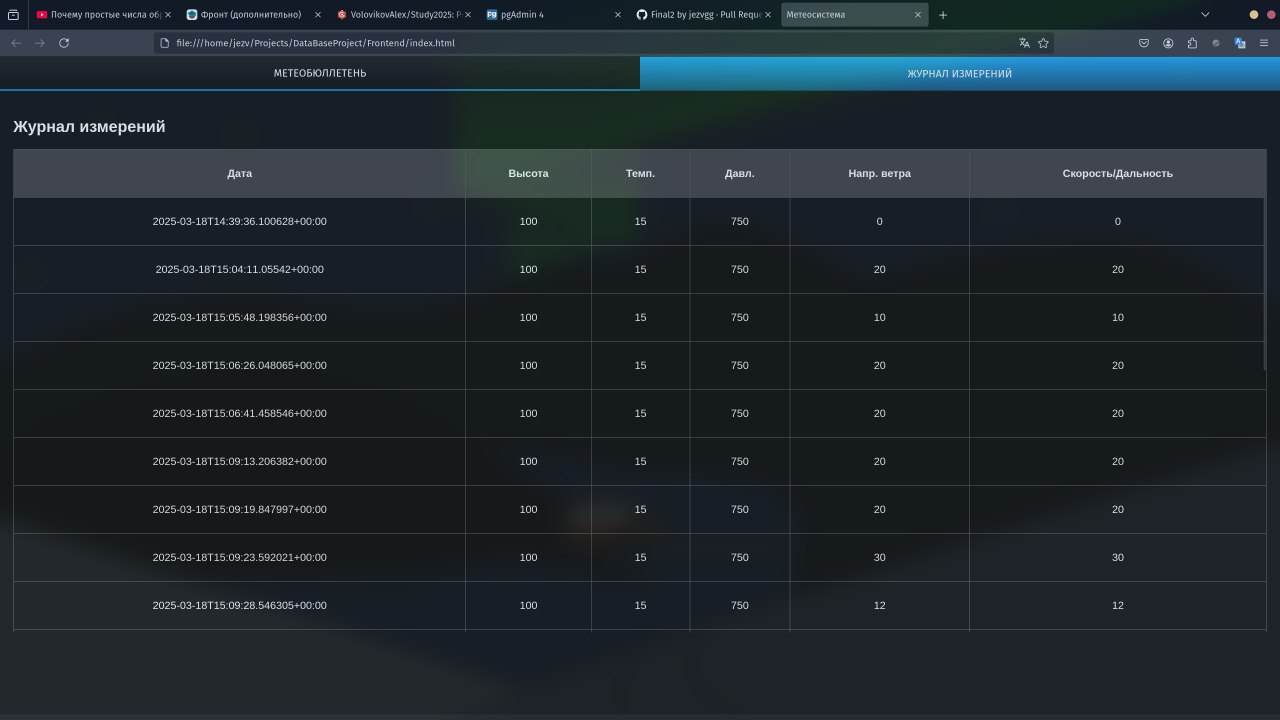 Почему простые числа об
Фронт (дополнительно)
VolovikovAlex/Study2025: Р
pgAdmin 4
Final2 by jezvgg · Pull Requ
Метеосистема
file:///home/jezv/Projects/DataBaseProject/Frontend/index.html
МЕТЕОБЮЛЛЕТЕНЬ ЖУРНАЛ ИЗМЕРЕНИЙ
Журнал измерений
Дата Высота Темп. Давл. Напр. ветра Скорость/Дальность
2025-03-18T14:39:36.100628+00:00 100 15 750 0 0
2025-03-18T15:04:11.05542+00:00 100 15 750 20 20
2025-03-18T15:05:48.198356+00:00 100 15 750 10 10
2025-03-18T15:06:26.048065+00:00 100 15 750 20 20
2025-03-18T15:06:41.458546+00:00 100 15 750 20 20
2025-03-18T15:09:13.206382+00:00 100 15 750 20 20
2025-03-18T15:09:19.847997+00:00 100 15 750 20 20
2025-03-18T15:09:23.592021+00:00 100 15 750 30 30
2025-03-18T15:09:28.546305+00:00 100 15 750 12 12